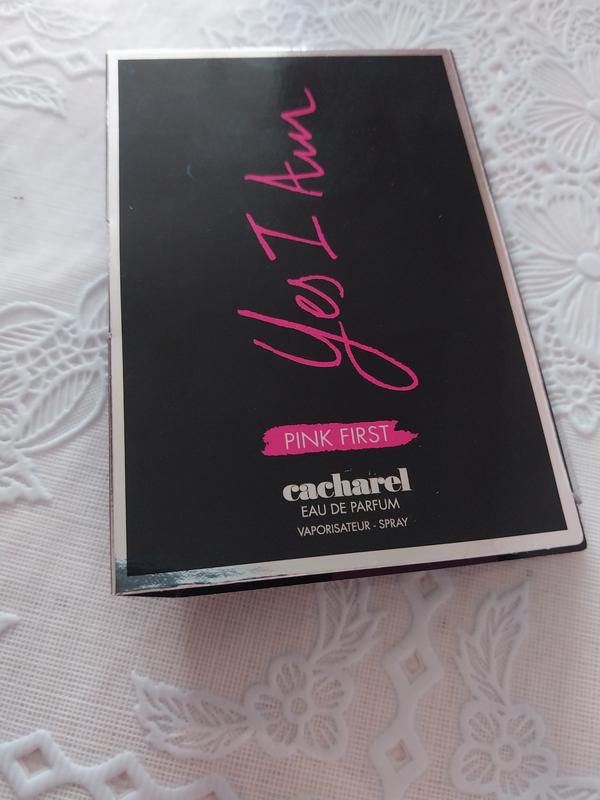 Yes I Am
PINK FIRST
cacharel
EAU DE PARFUM
VAPORISATEUR - SPRAY